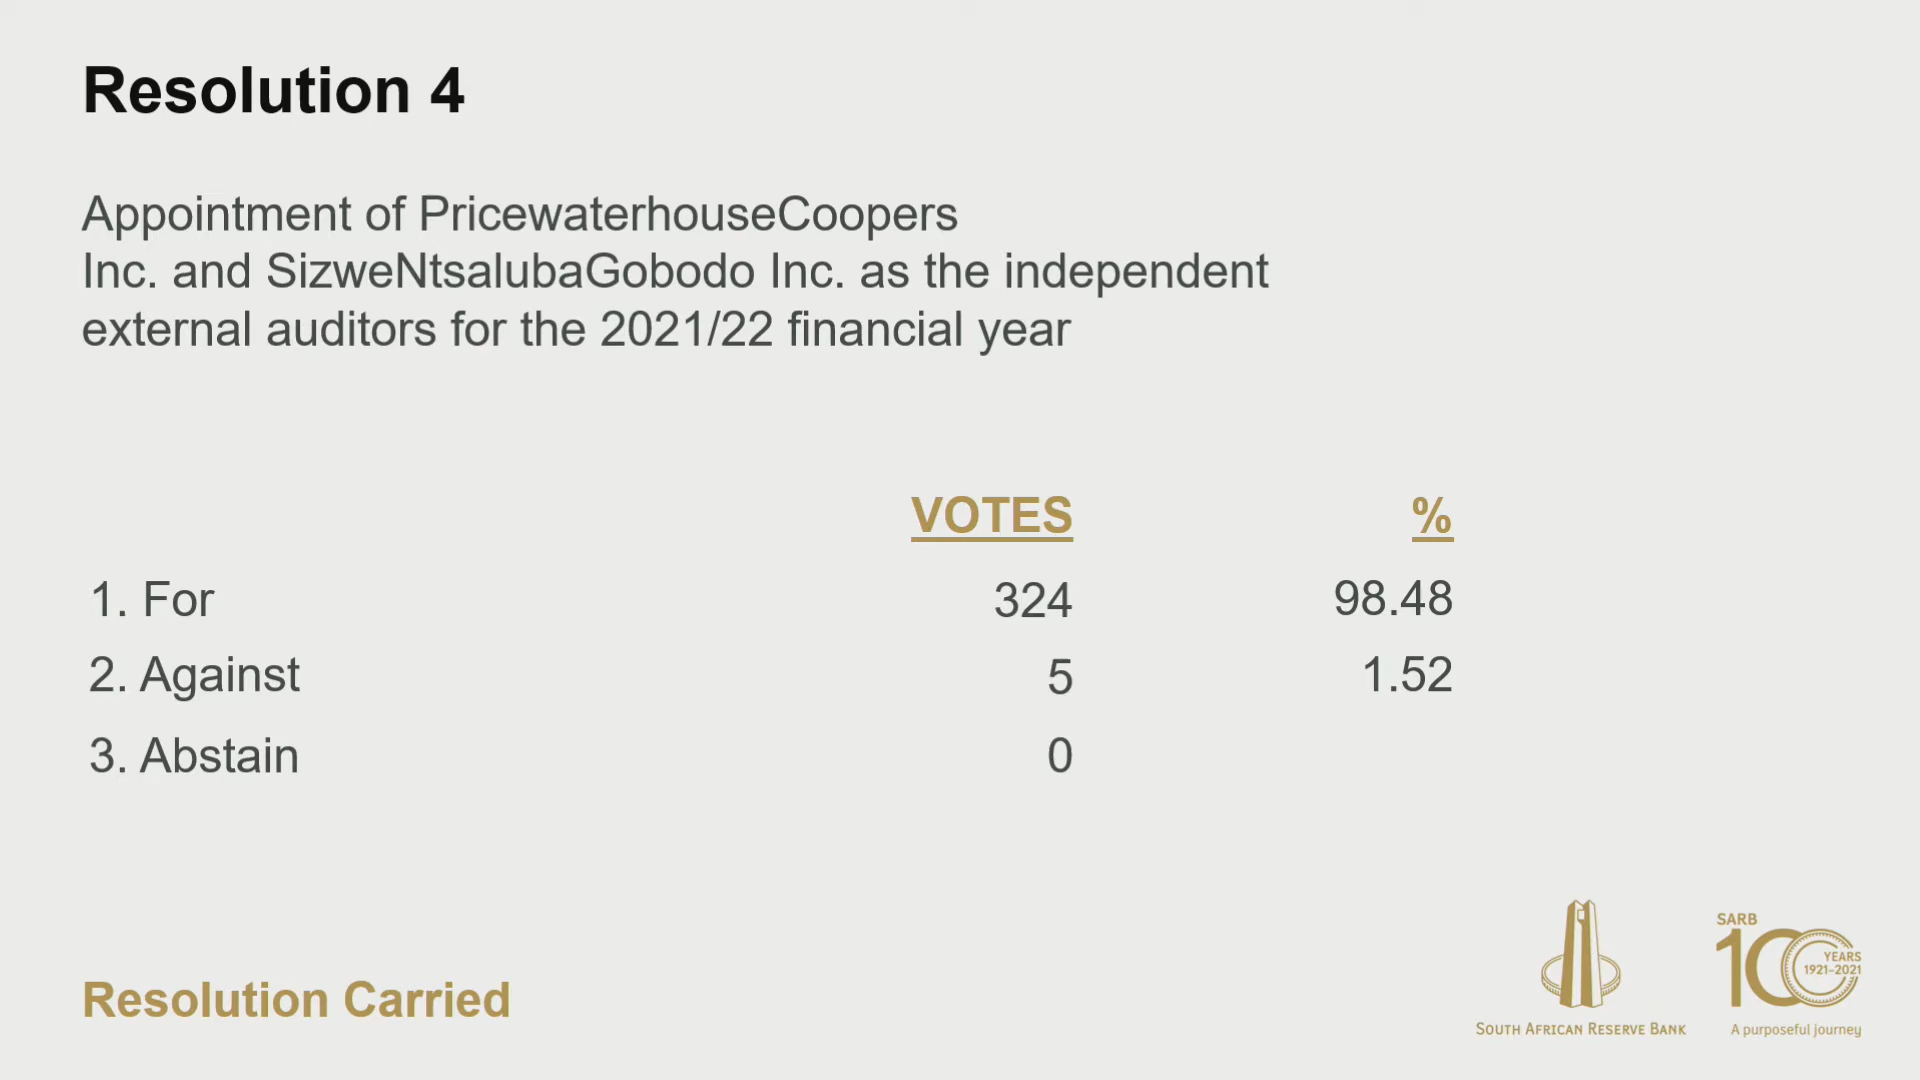 Resolution 4
Appointment of PricewaterhouseCoopers
Inc. and SizweNtsalubaGobodo Inc. as the independent
external auditors for the 2021/22 financial year
VOTES %
1. For 324 98.48
2. Against 5 1.52
3. Abstain 0
Resolution Carried
SOUTH AFRICAN RESERVE BANK
SARB
100
YEARS
1921-2021
A purposeful journey